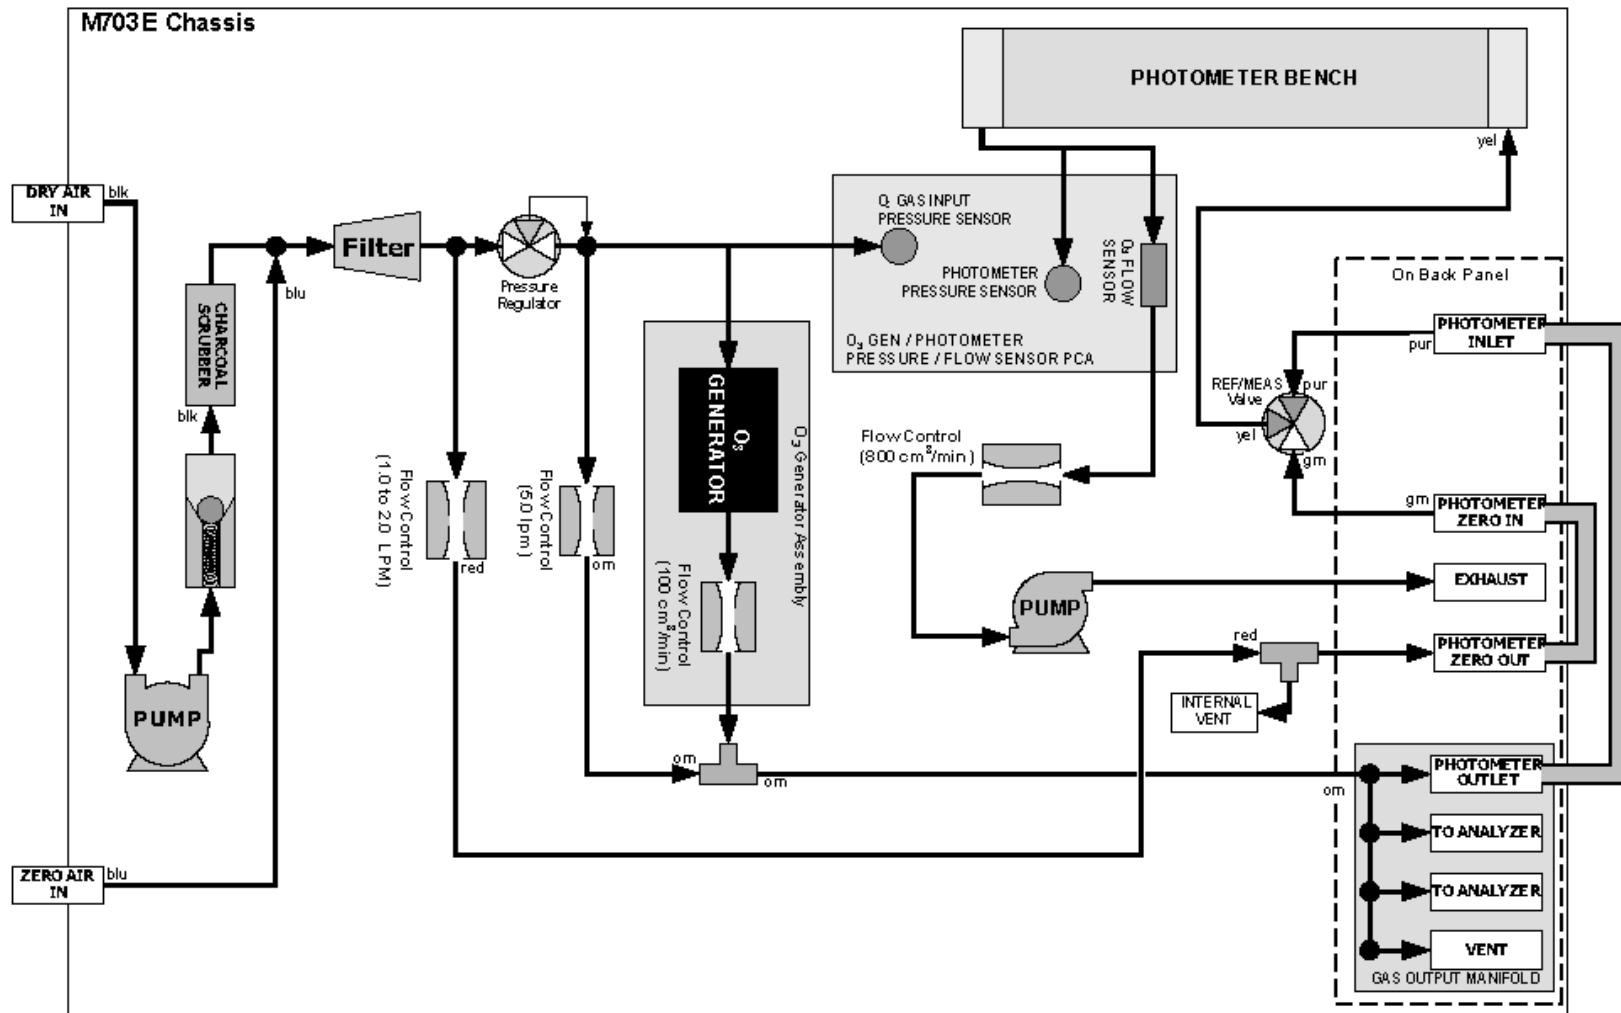 M703E Chassis
PHOTOMETER BENCH
yel
DRY AIR
IN
blk
Filter
blu
Pressure
Regulator
O GAS INPUT
PRESSURE SENSOR
PHOTOMETER
PRESSURE SENSOR
O₃ FLOW
SENSOR
O₃ GEN / PHOTOMETER
PRESSURE / FLOW SENSOR PCA
On Back Panel
PHOTOMETER
INLET
pur
REF/MEAS
Valve
pur
yel
grn
CHARCOAL
SCRUBBER
blk
O₃
GENERATOR
O₃ Generator Assembly
Flow Control
(1.0 to 2.0 LPM)
red
Flow Control
(5.0 lpm)
orn
Flow Control
(100 cm³/min)
Flow Control
(800 cm³/min)
grn
PHOTOMETER
ZERO IN
EXHAUST
PUMP
red
PHOTOMETER
ZERO OUT
INTERNAL
VENT
PUMP
orn
orn
orn
PHOTOMETER
OUTLET
TO ANALYZER
TO ANALYZER
VENT
GAS OUTPUT MANIFOLD
ZERO AIR
IN
blu